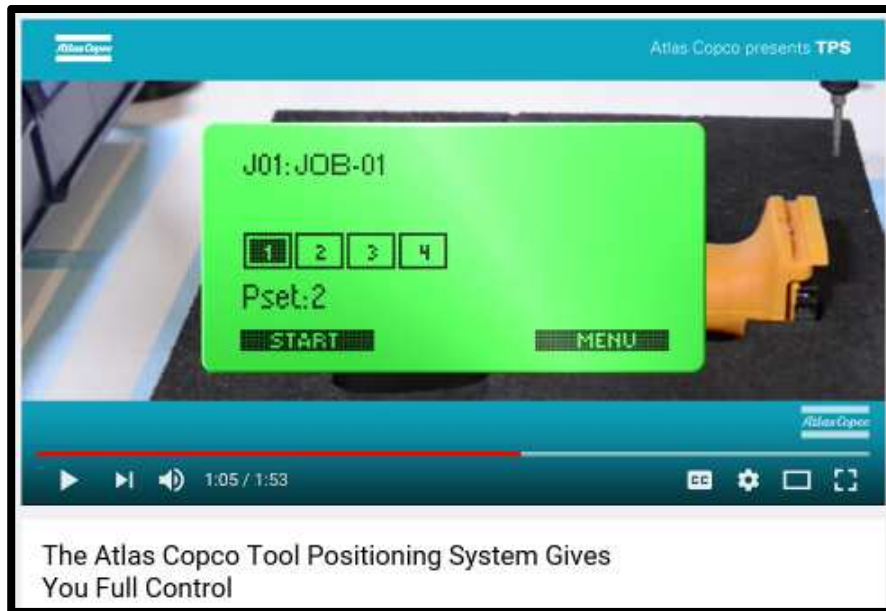 Atlas Copco
Atlas Copco presents TPS
J01:JOB-01
1 2 3 4
Pset:2
START MENU
Atlas Copco
1:05 / 1:53
CC
The Atlas Copco Tool Positioning System Gives
You Full Control